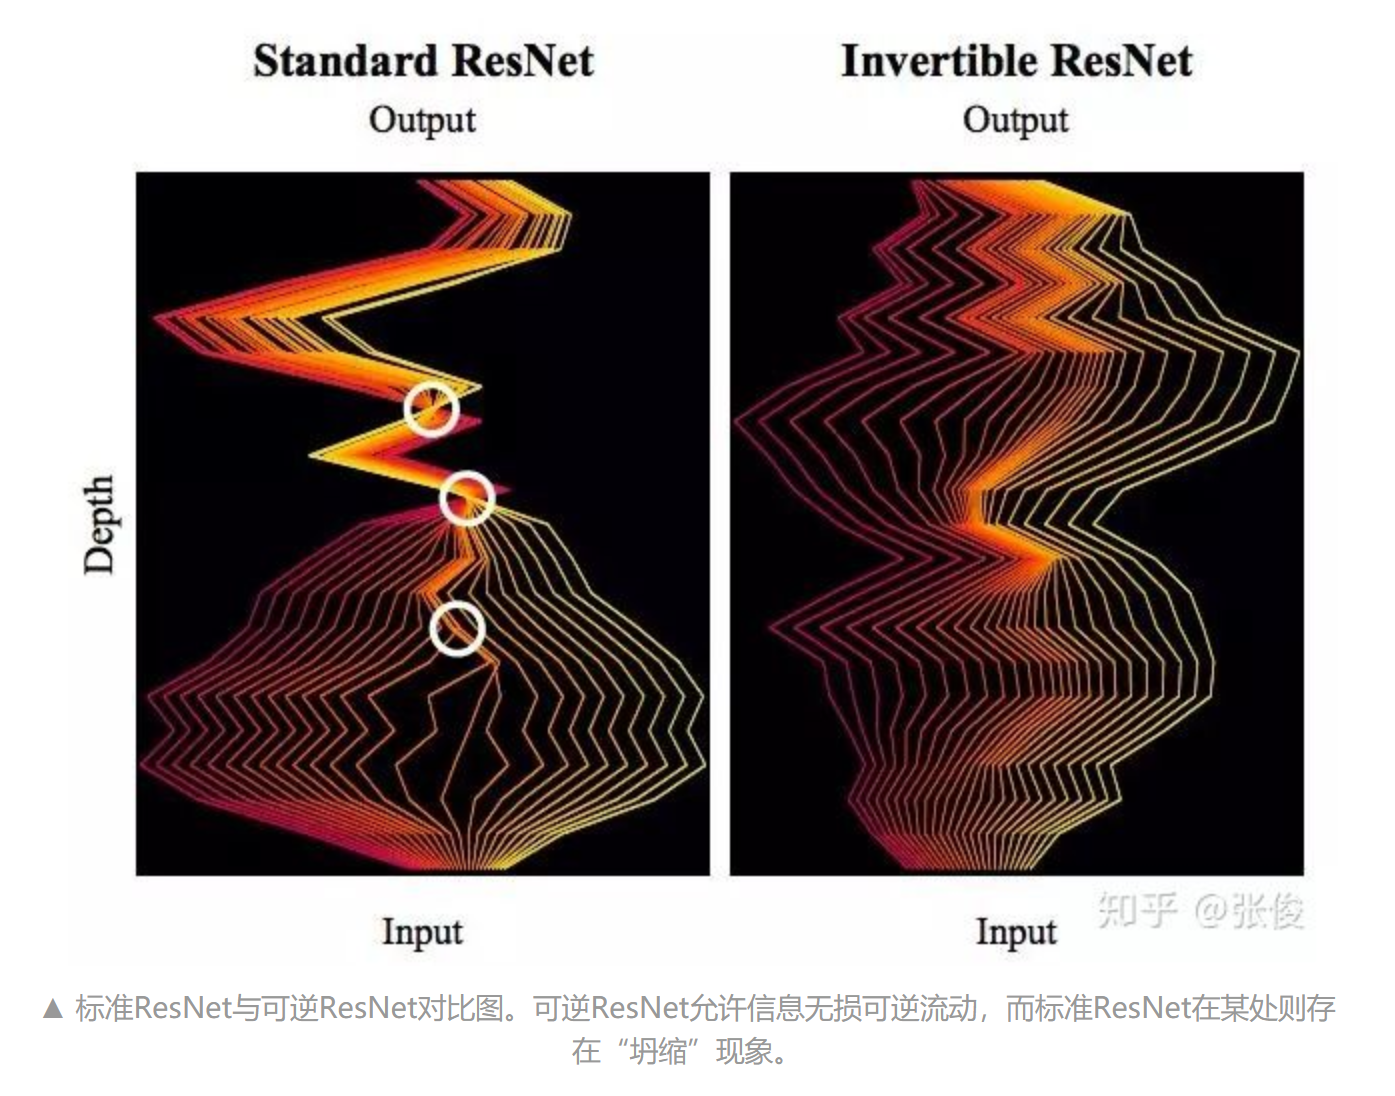 Standard ResNet
Output
Invertible ResNet
Output
Depth
Input
Input
知乎 @张俊
▲ 标准ResNet与可逆ResNet对比图。可逆ResNet允许信息无损可逆流动，而标准ResNet在某处则存
在“坍缩”现象。